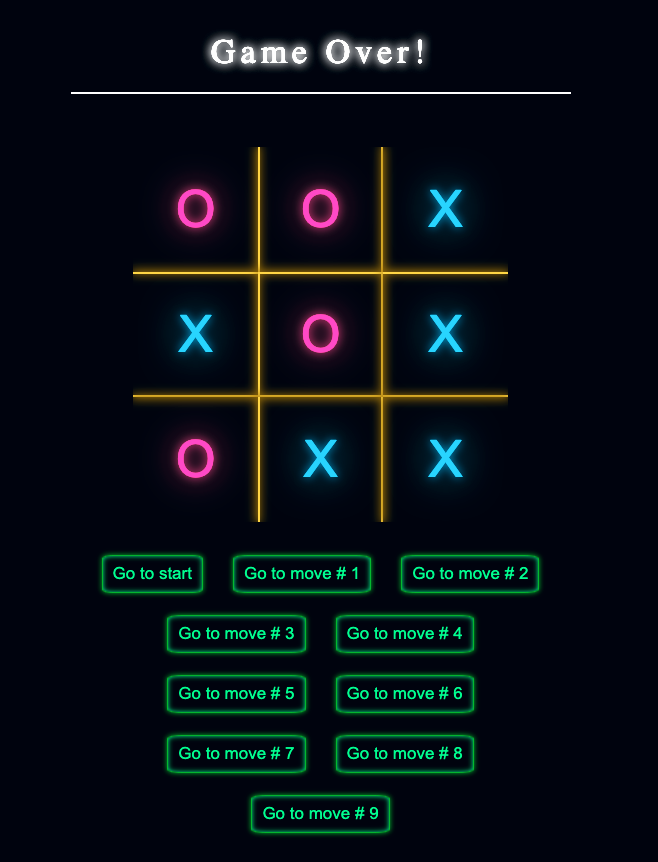 Game Over!
O O X
X O X
O X X
Go to start Go to move # 1 Go to move # 2
Go to move # 3 Go to move # 4
Go to move # 5 Go to move # 6
Go to move # 7 Go to move # 8
Go to move # 9